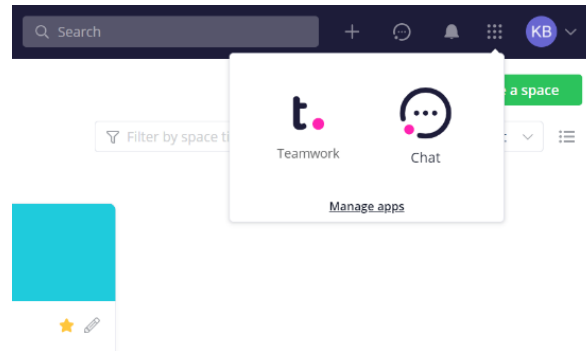 Search
KB
a space
Filter by space ti
t.
Teamwork
Chat
Manage apps